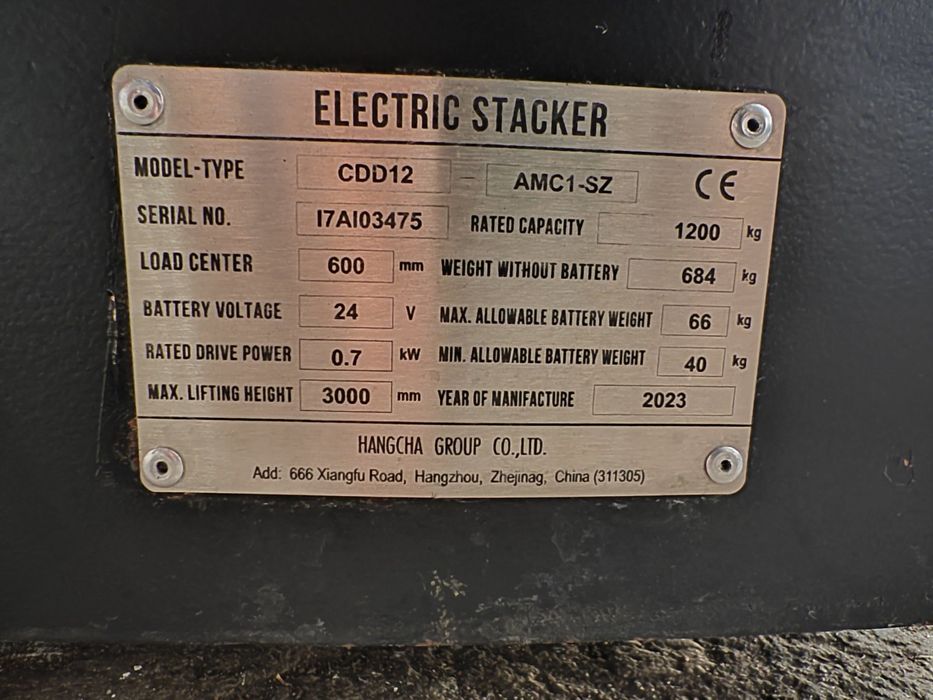 ELECTRIC STACKER
MODEL-TYPE CDD12 - AMC1-SZ CE
SERIAL NO. I7AI03475 RATED CAPACITY 1200 kg
LOAD CENTER 600 mm WEIGHT WITHOUT BATTERY 684 kg
BATTERY VOLTAGE 24 V MAX. ALLOWABLE BATTERY WEIGHT 66 kg
RATED DRIVE POWER 0.7 kW MIN. ALLOWABLE BATTERY WEIGHT 40 kg
MAX. LIFTING HEIGHT 3000 mm YEAR OF MANIFACTURE 2023
HANGCHA GROUP CO.,LTD.
Add: 666 Xiangfu Road, Hangzhou, Zhejinag, China (311305)